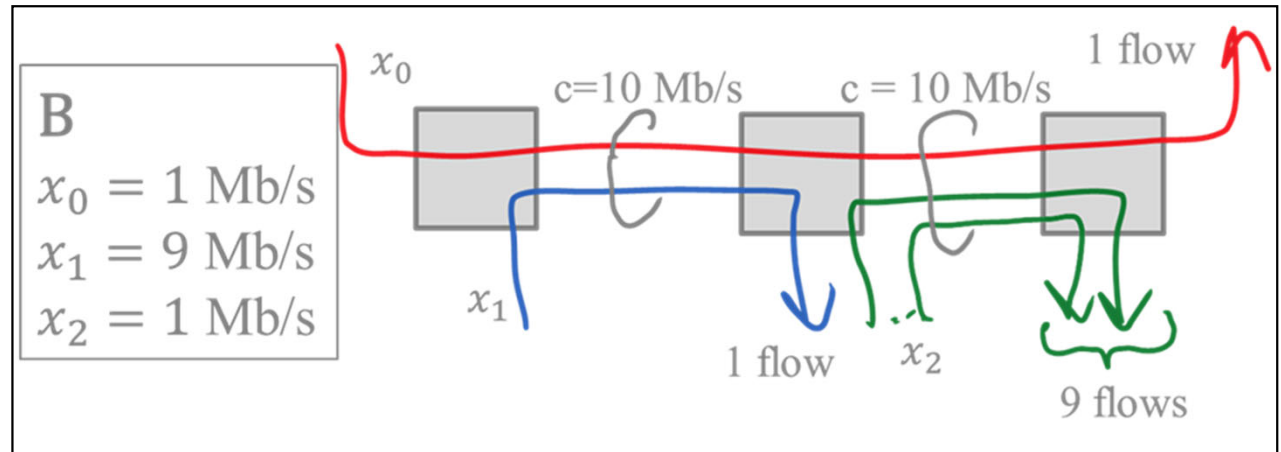 B
x₀ = 1 Mb/s
x₁ = 9 Mb/s
x₂ = 1 Mb/s
x₀
c=10 Mb/s
c = 10 Mb/s
1 flow
x₁
1 flow
x₂
9 flows